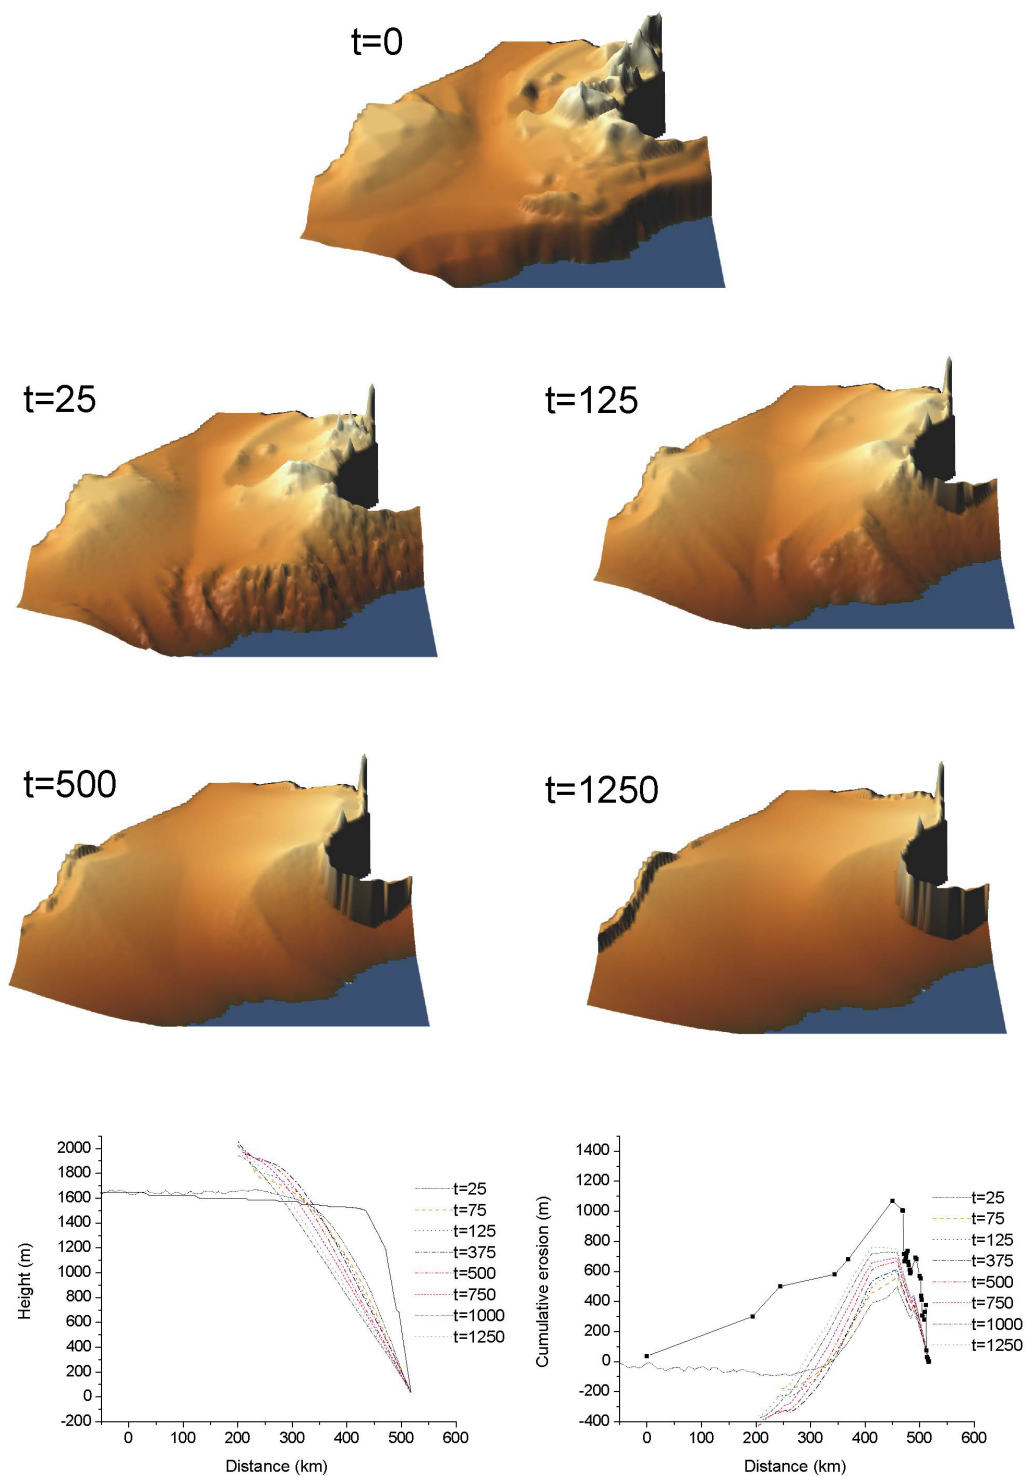 t=0
t=25
t=125
t=500
t=1250
2000
1800
1600
1400
1200
1000
800
600
400
200
0
-200
0
100
200
300
400
500
600
Height (m)
Distance (km)
t=25
t=75
t=125
t=375
t=500
t=750
t=1000
t=1250
1400
1200
1000
800
600
400
200
0
-200
-400
0
100
200
300
400
500
600
Cumulative erosion (m)
Distance (km)
t=25
t=75
t=125
t=375
t=500
t=750
t=1000
t=1250